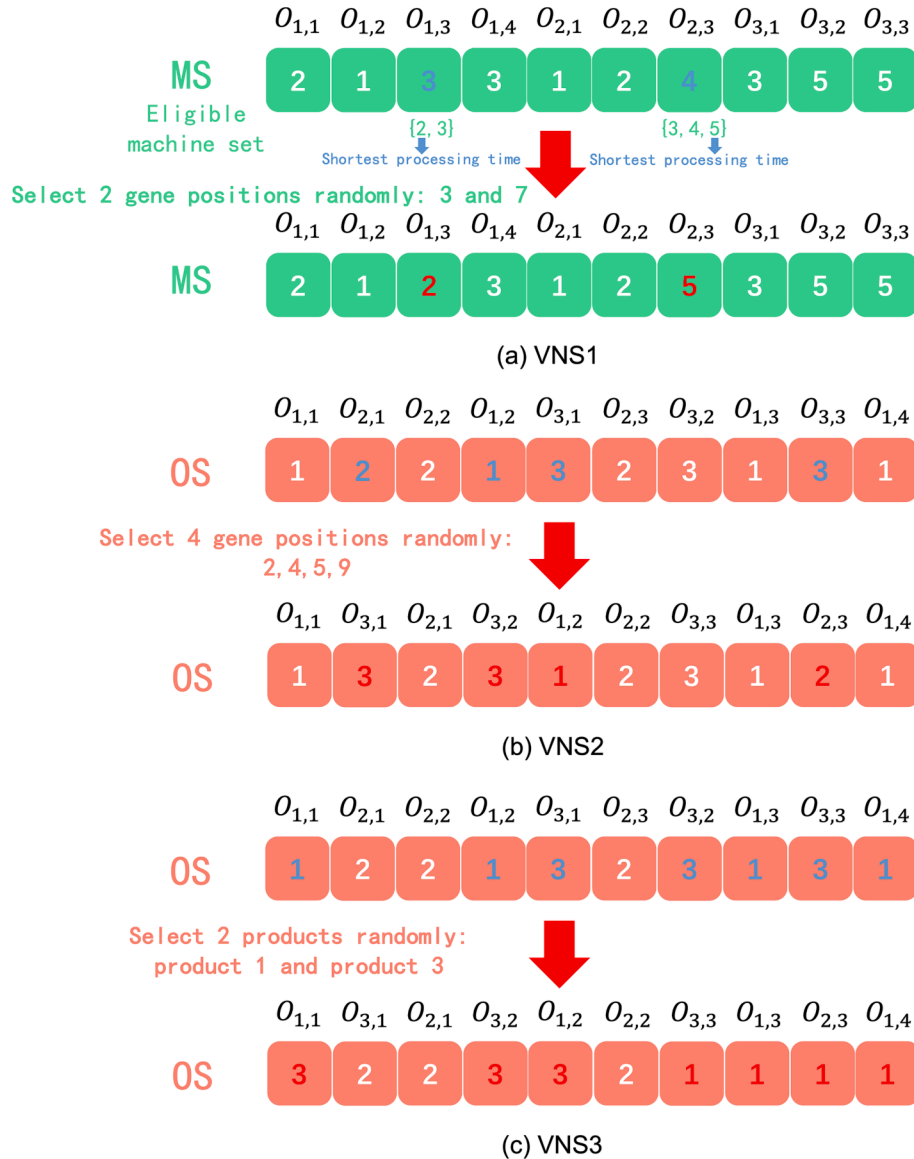 O1,1 O1,2 O1,3 O1,4 O2,1 O2,2 O2,3 O3,1 O3,2 O3,3
MS 2 1 3 3 1 2 4 3 5 5
Eligible
machine set
{2, 3} {3, 4, 5}
Shortest processing time Shortest processing time
Select 2 gene positions randomly: 3 and 7
O1,1 O1,2 O1,3 O1,4 O2,1 O2,2 O2,3 O3,1 O3,2 O3,3
MS 2 1 2 3 1 2 5 3 5 5
(a) VNS1
O1,1 O2,1 O2,2 O1,2 O3,1 O2,3 O3,2 O1,3 O3,3 O1,4
OS 1 2 2 1 3 2 3 1 3 1
Select 4 gene positions randomly:
2, 4, 5, 9
O1,1 O3,1 O2,1 O3,2 O1,2 O2,2 O3,3 O1,3 O2,3 O1,4
OS 1 3 2 3 1 2 3 1 2 1
(b) VNS2
O1,1 O2,1 O2,2 O1,2 O3,1 O2,3 O3,2 O1,3 O3,3 O1,4
OS 1 2 2 1 3 2 3 1 3 1
Select 2 products randomly:
product 1 and product 3
O1,1 O3,1 O2,1 O3,2 O1,2 O2,2 O3,3 O1,3 O2,3 O1,4
OS 3 2 2 3 3 2 1 1 1 1
(c) VNS3